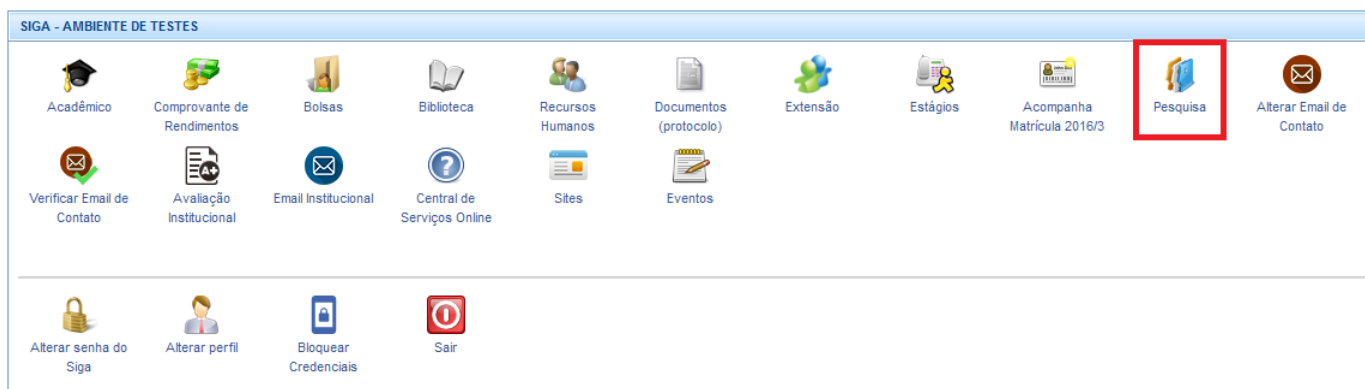 SIGA - AMBIENTE DE TESTES
Acadêmico
Comprovante de
Rendimentos
Bolsas
Biblioteca
Recursos
Humanos
Documentos
(protocolo)
Extensão
Estágios
Acompanha
Matrícula 2016/3
Pesquisa
Alterar Email de
Contato
Verificar Email de
Contato
Avaliação
Institucional
Email Institucional
Central de
Serviços Online
Sites
Eventos
Alterar senha do
Siga
Alterar perfil
Bloquear
Credenciais
Sair